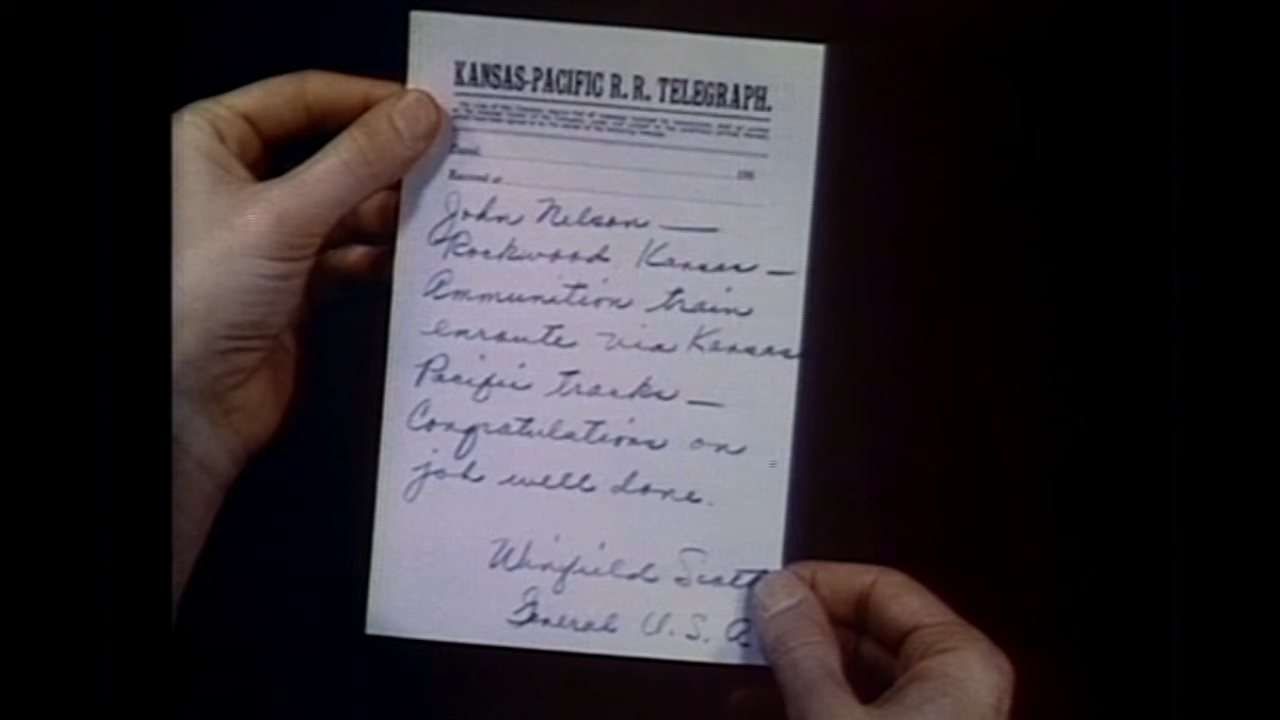 KANSAS-PACIFIC R. R. TELEGRAPH.
John Nelson —
Rockwood Kansas —
Ammunition train
enroute via Kansas
Pacific tracks —
Congratulations on
job well done.
Winfield Scott
General U. S. A.